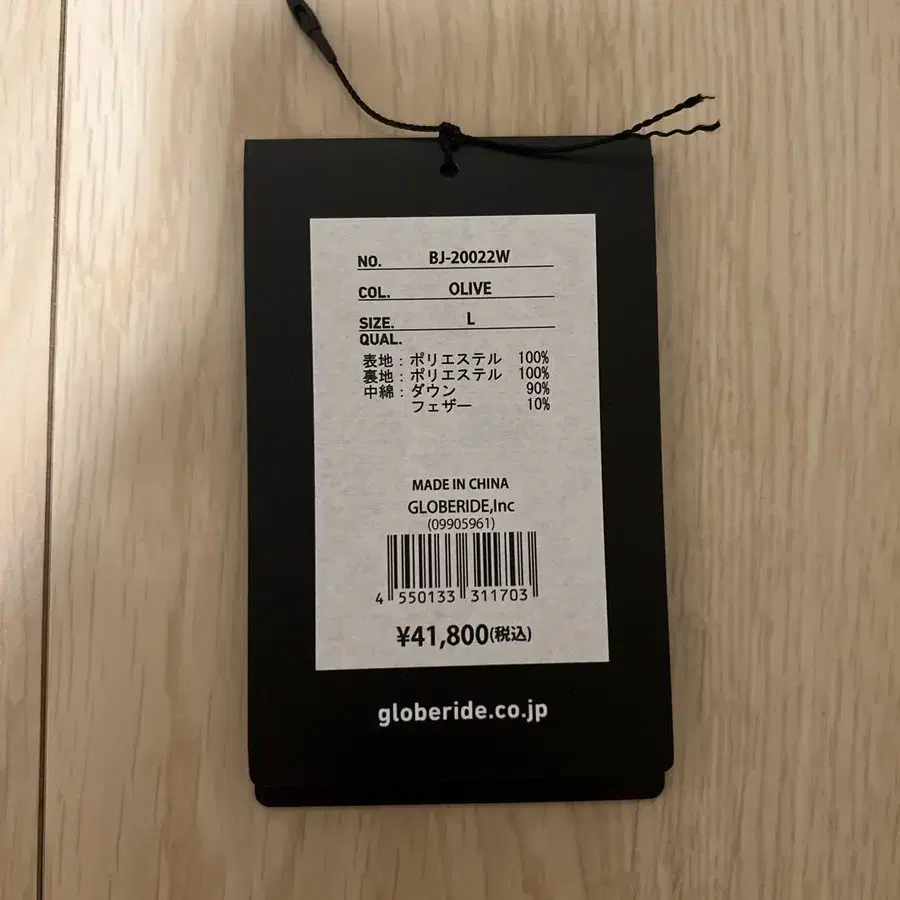 NO. BJ-20022W
COL. OLIVE
SIZE. L
QUAL.
表地：ポリエステル 100%
裏地：ポリエステル 100%
中綿：ダウン 90%
フェザー 10%
MADE IN CHINA
GLOBERIDE,Inc
(09905961)
4 550133 311703
¥41,800(税込)
globeride.co.jp